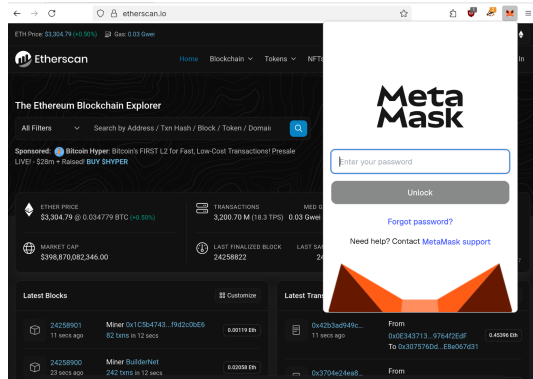 etherscan.io
ETH Price: $3,304.79 (+0.50%) Gas: 0.03 Gwei
Etherscan
Home Blockchain Tokens NFTs
In
The Ethereum Blockchain Explorer
All Filters Search by Address / Txn Hash / Block / Token / Domain
Sponsored: Bitcoin Hyper: Bitcoin's FIRST L2 for Fast, Low-Cost Transactions! Presale
LIVE! - $28m + Raised! BUY $HYPER
ETHER PRICE
$3,304.79 @ 0.034779 BTC (+0.50%)
TRANSACTIONS MED G
3,200.70 M (18.3 TPS) 0.03 Gwei
MARKET CAP
$398,870,082,346.00
LAST FINALIZED BLOCK LAST SA
24258822 24
Latest Blocks Customize
24258901
11 secs ago
Miner 0x1C5b4743...f9d2c0bE6
82 txns in 12 secs
0.00119 Eth
24258900
23 secs ago
Miner BuilderNet
242 txns in 12 secs
0.02058 Eth
Latest Trans
0x42b3ad949c...
11 secs ago
From
0x0E343713...9764f2EdF
To 0x307576Dd...E8e067d31
0.45396 Eth
0x3704e24ea8...
From
Meta
Mask
Enter your password
Unlock
Forgot password?
Need help? Contact MetaMask support